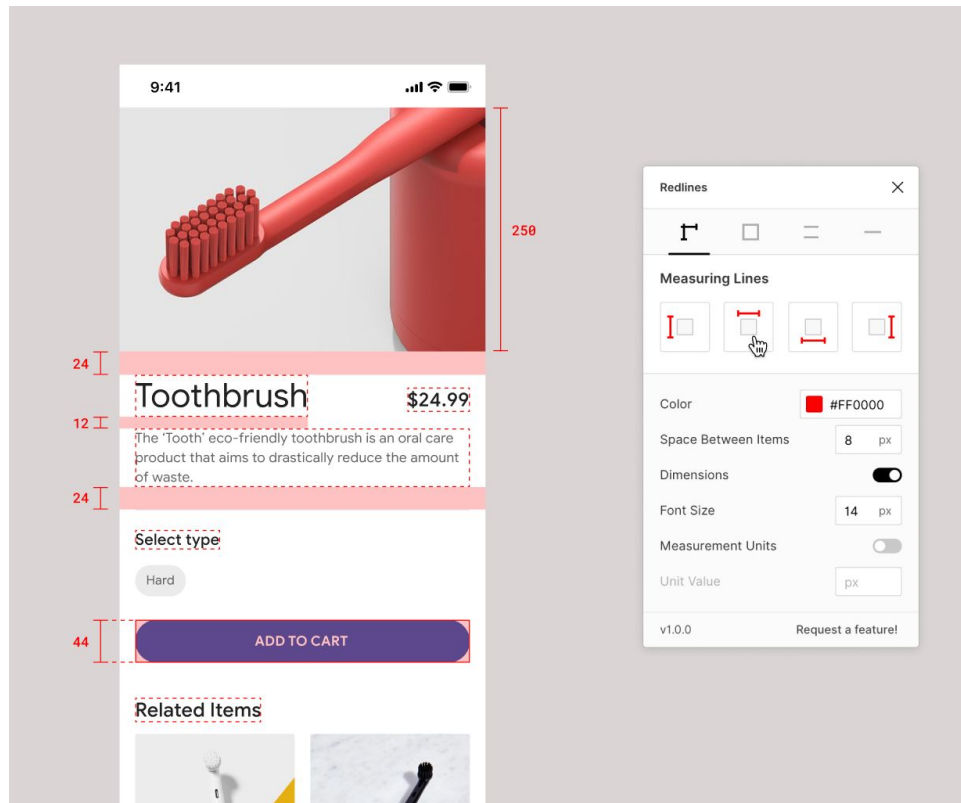 9:41
250
24
Toothbrush
$24.99
12
The ‘Tooth’ eco-friendly toothbrush is an oral care
product that aims to drastically reduce the amount
of waste.
24
Select type
Hard
44
ADD TO CART
Related Items
Redlines
Measuring Lines
Color
#FF0000
Space Between Items
8 px
Dimensions
Font Size
14 px
Measurement Units
Unit Value
px
v1.0.0
Request a feature!